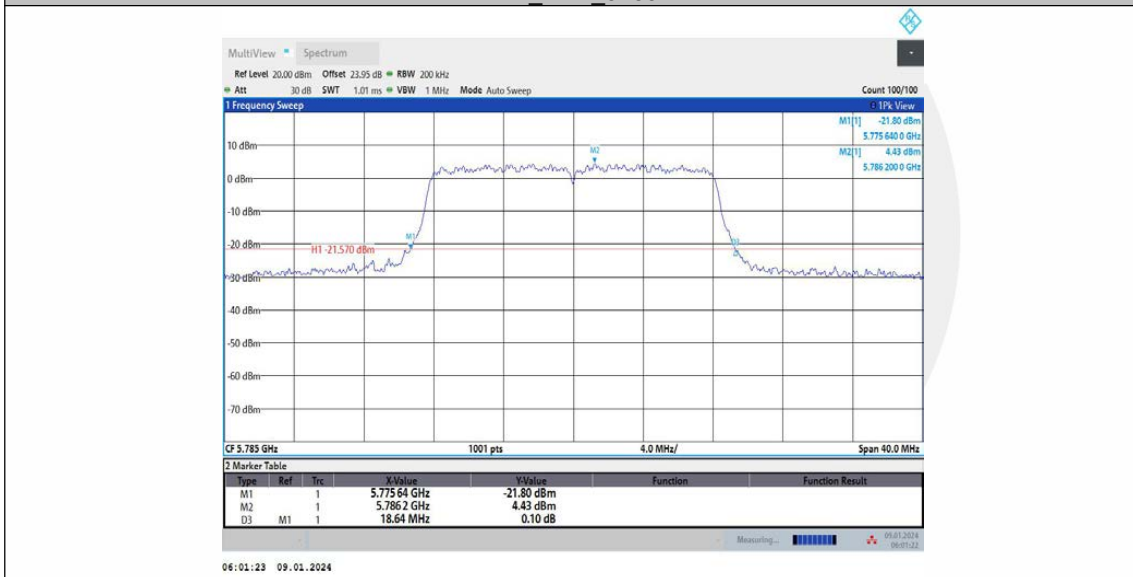 MultiView Spectrum
Ref Level 20.00 dBm Offset 23.95 dB RBW 200 kHz
Att 30 dB SWT 1.01 ms VBW 1 MHz Mode Auto Sweep Count 100/100
1 Frequency Sweep 1Pk View
M1[1] -21.80 dBm
5.775 640 0 GHz
10 dBm
M2
M2[1] 4.43 dBm
5.786 200 0 GHz
0 dBm
-10 dBm
M1
-20 dBm
H1 -21.570 dBm
D3
-30 dBm
-40 dBm
-50 dBm
-60 dBm
-70 dBm
CF 5.785 GHz 1001 pts 4.0 MHz/ Span 40.0 MHz
2 Marker Table
Type Ref Trc X-Value Y-Value Function Function Result
M1 1 5.77564 GHz -21.80 dBm
M2 1 5.7862 GHz 4.43 dBm
D3 M1 1 18.64 MHz 0.10 dB
Measuring... 09.01.2024
06:01:22
06:01:23 09.01.2024